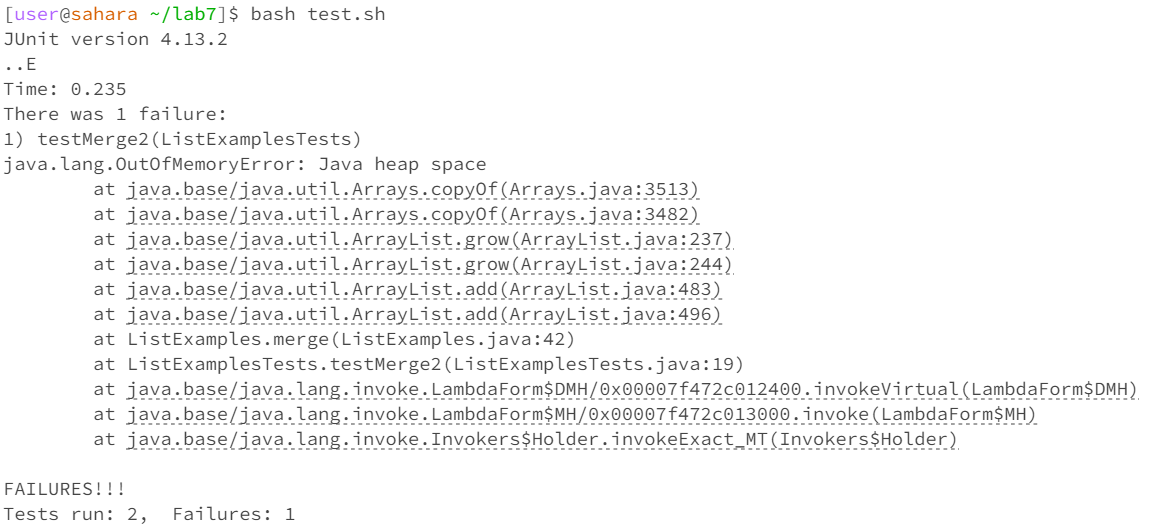 [user@sahara ~/lab7]$ bash test.sh
JUnit version 4.13.2
..E
Time: 0.235
There was 1 failure:
1) testMerge2(ListExamplesTests)
java.lang.OutOfMemoryError: Java heap space
        at java.base/java.util.Arrays.copyOf(Arrays.java:3513)
        at java.base/java.util.Arrays.copyOf(Arrays.java:3482)
        at java.base/java.util.ArrayList.grow(ArrayList.java:237)
        at java.base/java.util.ArrayList.grow(ArrayList.java:244)
        at java.base/java.util.ArrayList.add(ArrayList.java:483)
        at java.base/java.util.ArrayList.add(ArrayList.java:496)
        at ListExamples.merge(ListExamples.java:42)
        at ListExamplesTests.testMerge2(ListExamplesTests.java:19)
        at java.base/java.lang.invoke.LambdaForm$DMH/0x00007f472c012400.invokeVirtual(LambdaForm$DMH)
        at java.base/java.lang.invoke.LambdaForm$MH/0x00007f472c013000.invoke(LambdaForm$MH)
        at java.base/java.lang.invoke.Invokers$Holder.invokeExact_MT(Invokers$Holder)

FAILURES!!!
Tests run: 2,  Failures: 1